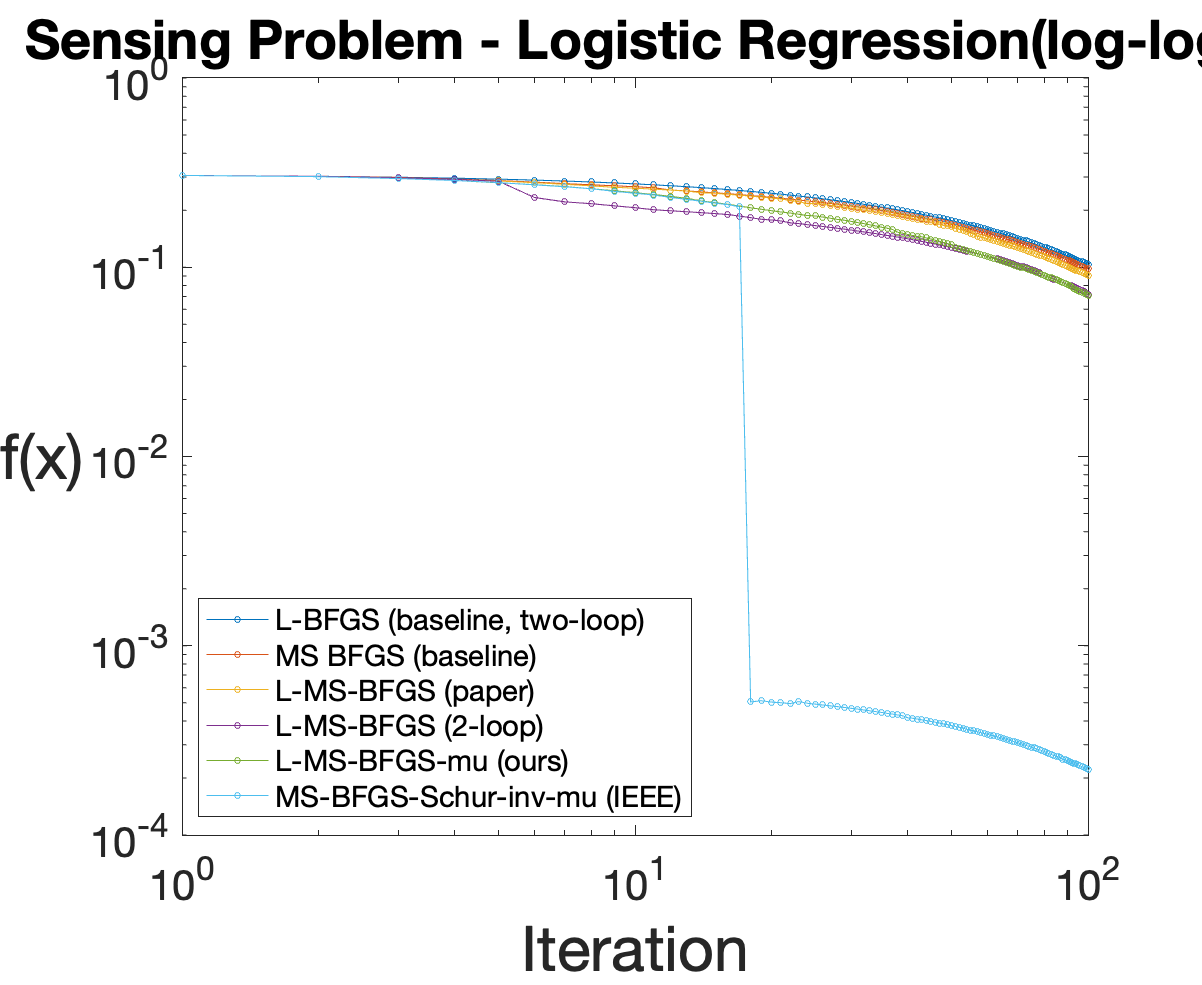 Sensing Problem - Logistic Regression(log-log
10^0
10^-1
f(x) 10^-2
10^-3
10^-4
L-BFGS (baseline, two-loop)
MS BFGS (baseline)
L-MS-BFGS (paper)
L-MS-BFGS (2-loop)
L-MS-BFGS-mu (ours)
MS-BFGS-Schur-inv-mu (IEEE)
10^0 10^1 10^2
Iteration